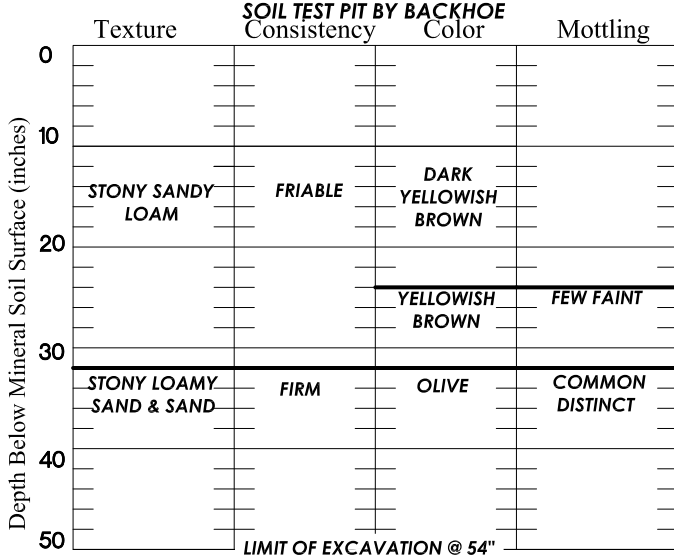 SOIL TEST PIT BY BACKHOE
Texture Consistency Color Mottling
Depth Below Mineral Soil Surface (inches)
0
10
STONY SANDY
LOAM
FRIABLE
DARK
YELLOWISH
BROWN
20
YELLOWISH
BROWN
FEW FAINT
30
STONY LOAMY
SAND & SAND
FIRM
OLIVE
COMMON
DISTINCT
40
50
LIMIT OF EXCAVATION @ 54"